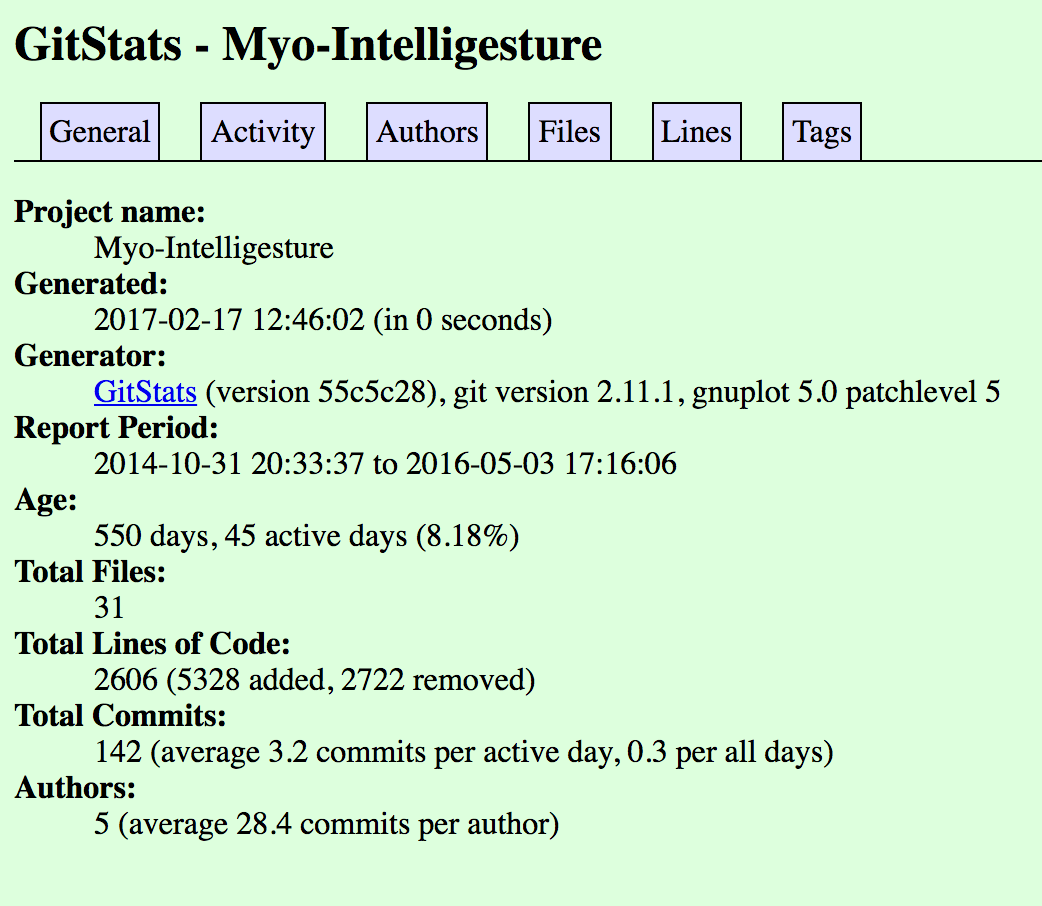 GitStats - Myo-Intelligesture
General Activity Authors Files Lines Tags
Project name:
Myo-Intelligesture
Generated:
2017-02-17 12:46:02 (in 0 seconds)
Generator:
GitStats (version 55c5c28), git version 2.11.1, gnuplot 5.0 patchlevel 5
Report Period:
2014-10-31 20:33:37 to 2016-05-03 17:16:06
Age:
550 days, 45 active days (8.18%)
Total Files:
31
Total Lines of Code:
2606 (5328 added, 2722 removed)
Total Commits:
142 (average 3.2 commits per active day, 0.3 per all days)
Authors:
5 (average 28.4 commits per author)